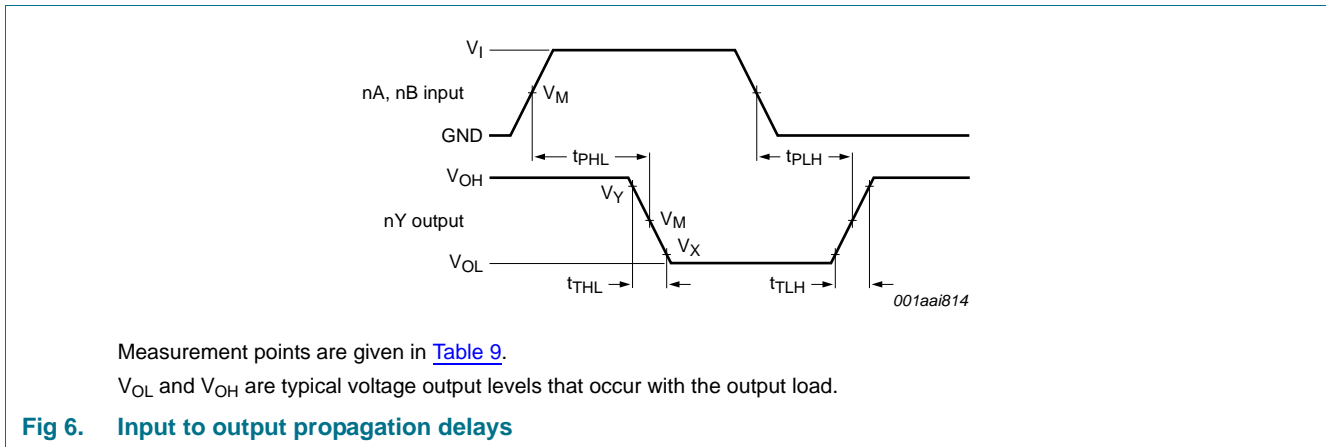 V_I
nA, nB input
V_M
GND
t_PHL
t_PLH
V_OH
V_Y
nY output
V_M
V_X
V_OL
t_THL
t_TLH
001aai814
Measurement points are given in Table 9.
V_OL and V_OH are typical voltage output levels that occur with the output load.
Fig 6. Input to output propagation delays